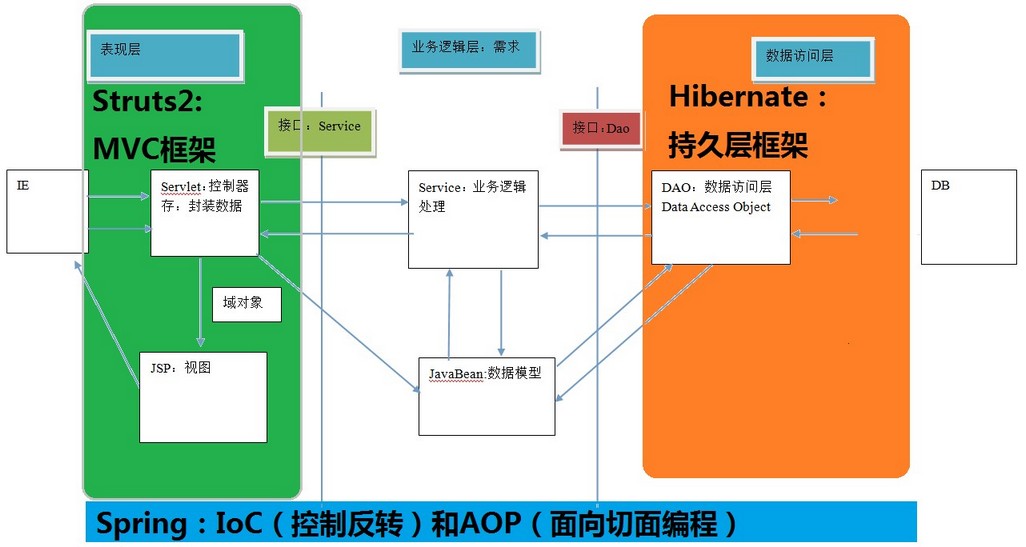 表现层
业务逻辑层：需求
数据访问层
Struts2:
MVC框架
接口：Service
接口:Dao
Hibernate：
持久层框架
IE
Servlet:控制器
存：封装数据
Service：业务逻辑
处理
DAO：数据访问层
Data Access Object
DB
域对象
JSP：视图
JavaBean:数据模型
Spring：IoC（控制反转）和AOP（面向切面编程）